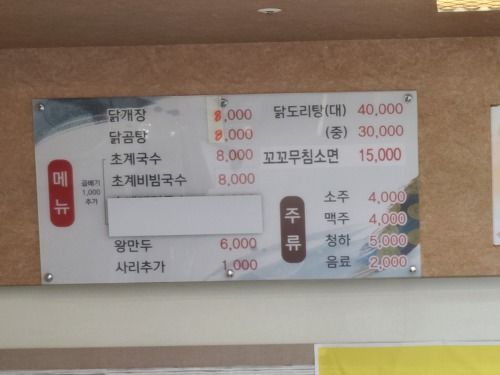 메뉴
닭개장 8,000
닭곰탕 8,000
초계국수 8,000
초계비빔국수 8,000
곱빼기
1,000
추가
왕만두 6,000
사리추가 1,000
닭도리탕(대) 40,000
(중) 30,000
꼬꼬무침소면 15,000
주류
소주 4,000
맥주 4,000
청하 5,000
음료 2,000